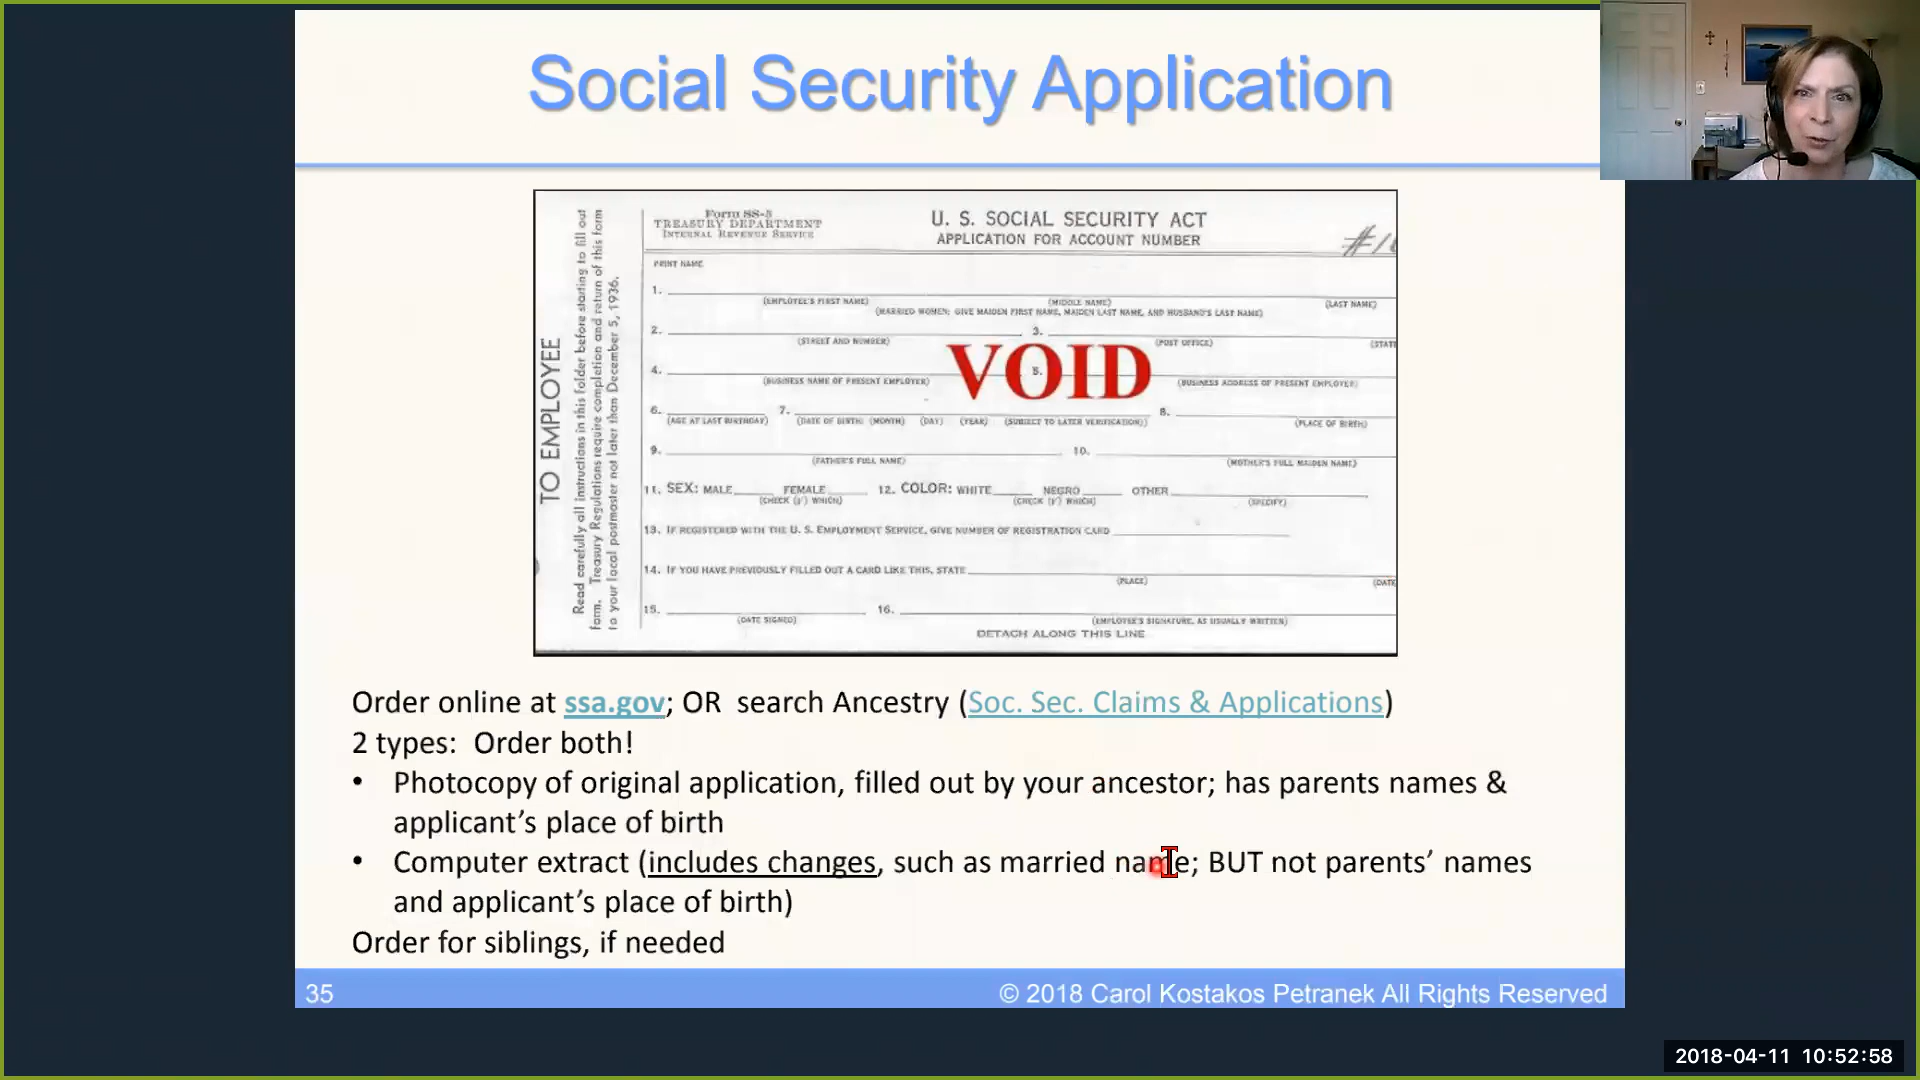 Social Security Application
TO EMPLOYEE
Read carefully all instructions in this folder before starting to fill out
form. Treasury Regulations require completion and return of this form
to your local postmaster not later than December 5, 1936.
Form SS-5
TREASURY DEPARTMENT
INTERNAL REVENUE SERVICE
U. S. SOCIAL SECURITY ACT
APPLICATION FOR ACCOUNT NUMBER
PRINT NAME
1.
(EMPLOYEE'S FIRST NAME) (MIDDLE NAME) (LAST NAME)
(MARRIED WOMEN: GIVE MAIDEN FIRST NAME, MAIDEN LAST NAME, AND HUSBAND'S LAST NAME)
2. 3.
(STREET AND NUMBER) (POST OFFICE) (STATE
VOID
4. 5.
(BUSINESS NAME OF PRESENT EMPLOYER) (BUSINESS ADDRESS OF PRESENT EMPLOYER)
6. 7. 8.
(AGE AT LAST BIRTHDAY) (DATE OF BIRTH: (MONTH) (DAY) (YEAR) (SUBJECT TO LATER VERIFICATION)) (PLACE OF BIRTH)
9. 10.
(FATHER'S FULL NAME) (MOTHER'S FULL MAIDEN NAME)
11. SEX: MALE FEMALE 12. COLOR: WHITE NEGRO OTHER
(CHECK (✓) WHICH) (CHECK (✓) WHICH) (SPECIFY)
13. IF REGISTERED WITH THE U. S. EMPLOYMENT SERVICE, GIVE NUMBER OF REGISTRATION CARD
14. IF YOU HAVE PREVIOUSLY FILLED OUT A CARD LIKE THIS, STATE
(PLACE) (DATE
15. 16.
(DATE SIGNED) (EMPLOYEE'S SIGNATURE, AS USUALLY WRITTEN)
DETACH ALONG THIS LINE
Order online at ssa.gov; OR search Ancestry (Soc. Sec. Claims & Applications)
2 types: Order both!
• Photocopy of original application, filled out by your ancestor; has parents names &
applicant’s place of birth
• Computer extract (includes changes, such as married name; BUT not parents’ names
and applicant’s place of birth)
Order for siblings, if needed
35
© 2018 Carol Kostakos Petranek All Rights Reserved
2018-04-11 10:52:58